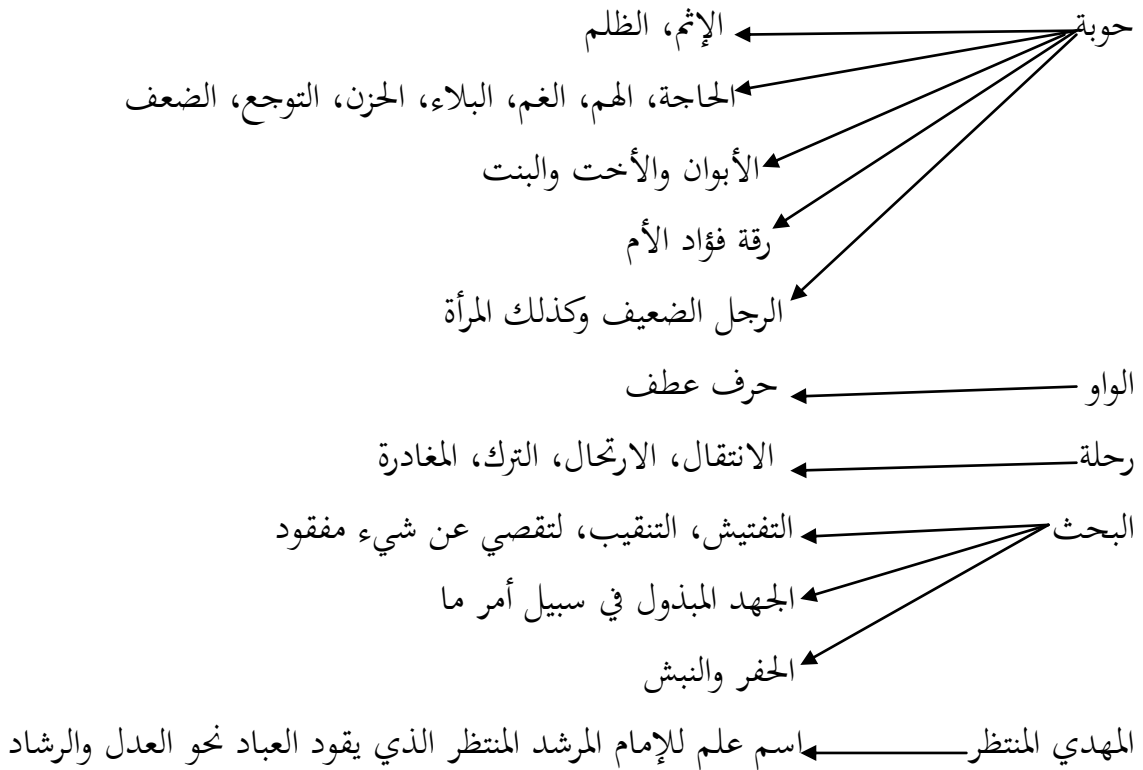 حوبة الإثم، الظلم
الحاجة، الهم، الغم، البلاء، الحزن، التوجع، الضعف
الأبوان والأخت والبنت
رقة فؤاد الأم
الرجل الضعيف وكذلك المرأة
الواو حرف عطف
رحلة الانتقال، الارتحال، الترك، المغادرة
البحث التفتيش، التنقيب، لتقصي عن شيء مفقود
الجهد المبذول في سبيل أمر ما
الحفر والنبش
المهدي المنتظر اسم علم للإمام المرشد المنتظر الذي يقود العباد نحو العدل والرشاد